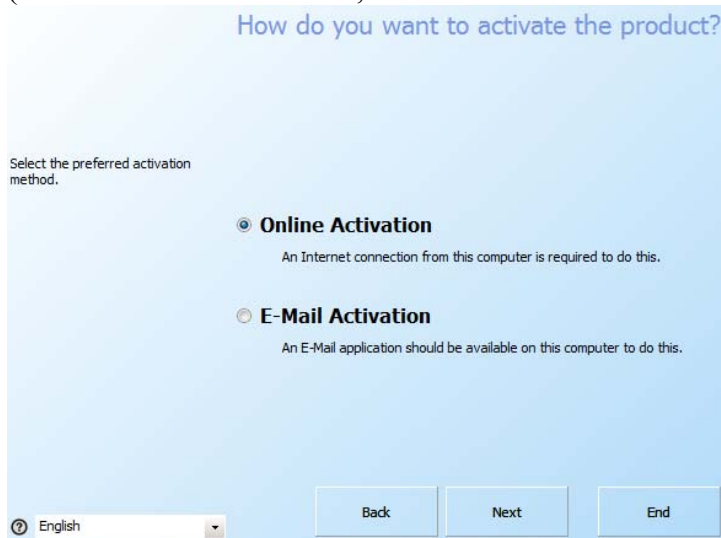 How do you want to activate the product?
Select the preferred activation
method.
Online Activation
An Internet connection from this computer is required to do this.
E-Mail Activation
An E-Mail application should be available on this computer to do this.
Back Next End
? English